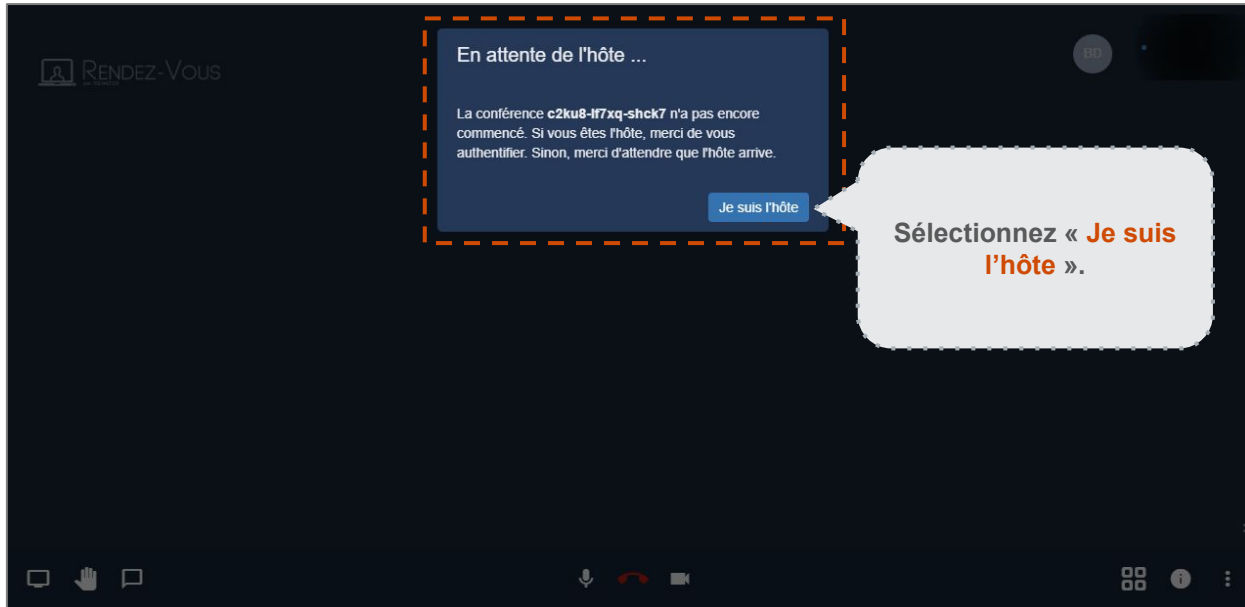 RENDEZ-VOUS
En attente de l'hôte ...
La conférence c2ku8-lf7xq-shck7 n'a pas encore
commencé. Si vous êtes l'hôte, merci de vous
authentifier. Sinon, merci d'attendre que l'hôte arrive.
Je suis l'hôte
BD
Sélectionnez « Je suis
l’hôte ».